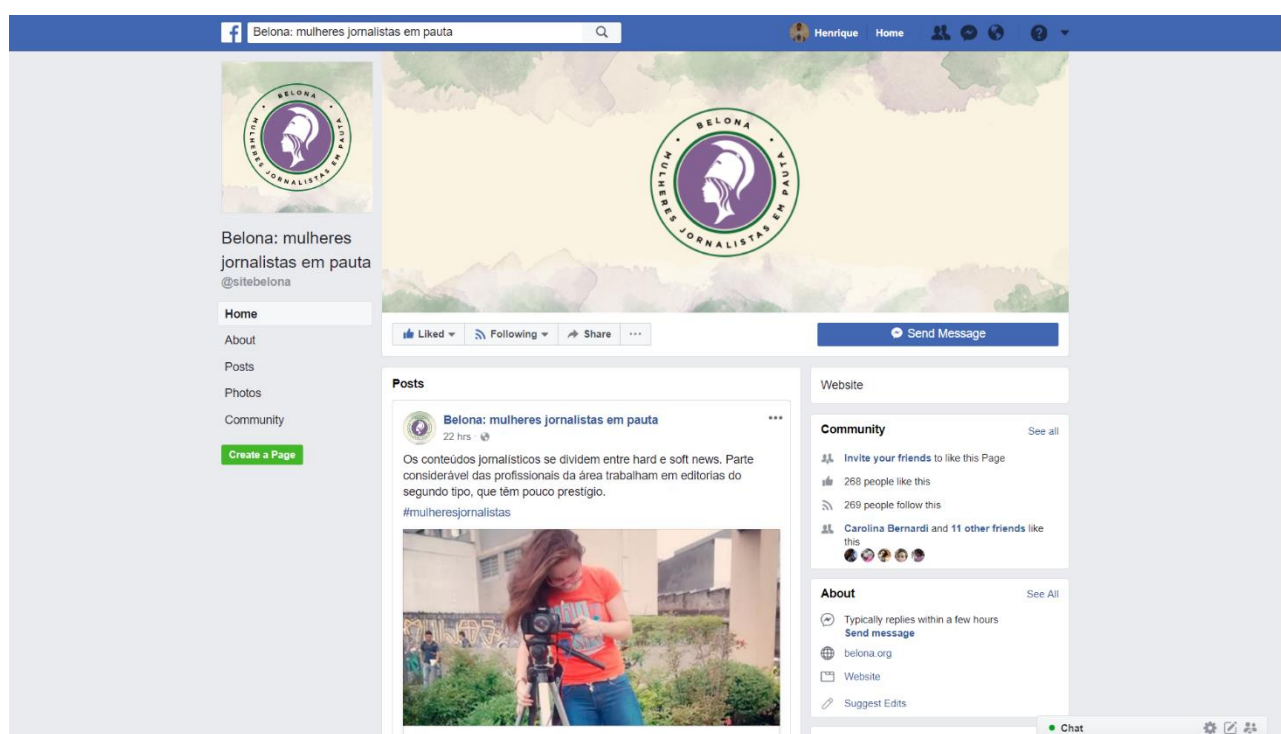 Belona: mulheres jornalistas em pauta
Henrique
Home
BELONA
MULHERES JORNALISTAS EM PAUTA
BELONA
MULHERES JORNALISTAS EM PAUTA
Belona: mulheres
jornalistas em pauta
@sitebelona
Home
About
Posts
Photos
Community
Create a Page
Liked
Following
Share
Send Message
Posts
Belona: mulheres jornalistas em pauta
22 hrs
Os conteúdos jornalísticos se dividem entre hard e soft news. Parte
considerável das profissionais da área trabalham em editorias do
segundo tipo, que têm pouco prestígio.
#mulheresjornalistas
Website
Community
See all
Invite your friends to like this Page
268 people like this
269 people follow this
Carolina Bernardi and 11 other friends like
this
About
See All
Typically replies within a few hours
Send message
belona.org
Website
Suggest Edits
Chat